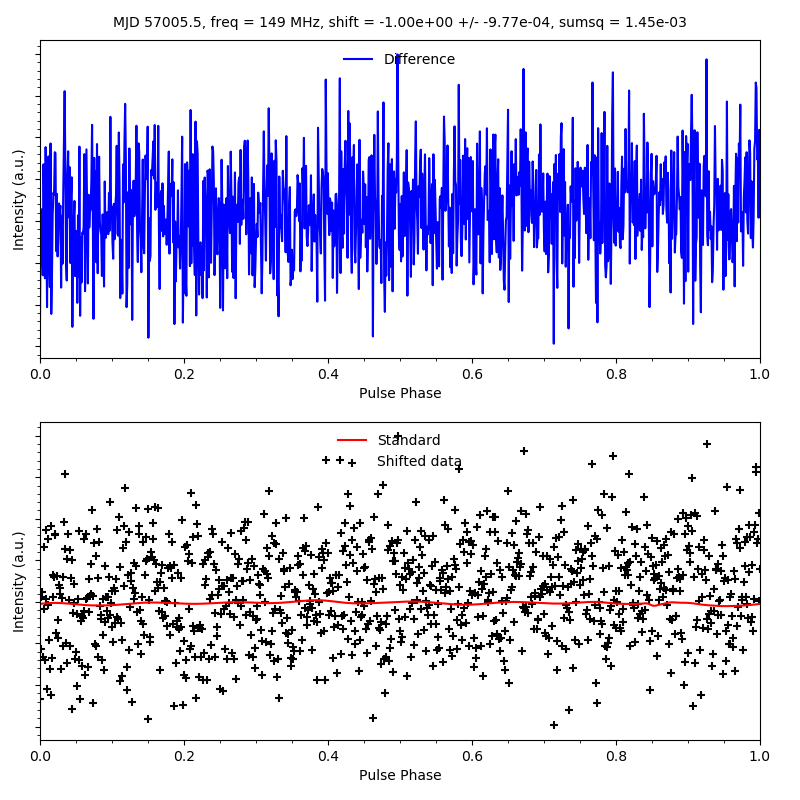 MJD 57005.5, freq = 149 MHz, shift = -1.00e+00 +/- -9.77e-04, sumsq = 1.45e-03
Difference
Intensity (a.u.)
0.0 0.2 0.4 0.6 0.8 1.0
Pulse Phase
Standard
Shifted data
Intensity (a.u.)
0.0 0.2 0.4 0.6 0.8 1.0
Pulse Phase